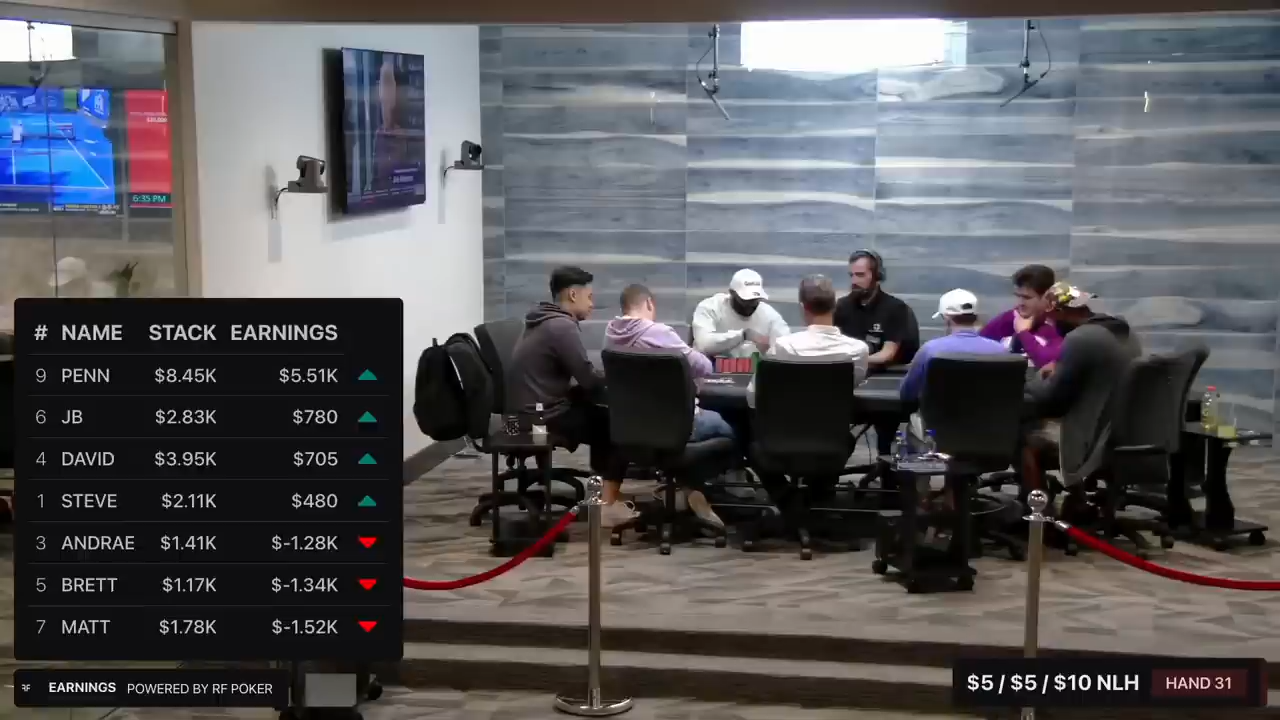 6:35 PM
# NAME STACK EARNINGS
9 PENN $8.45K $5.51K
6 JB $2.83K $780
4 DAVID $3.95K $705
1 STEVE $2.11K $480
3 ANDRAE $1.41K $-1.28K
5 BRETT $1.17K $-1.34K
7 MATT $1.78K $-1.52K
RF EARNINGS POWERED BY RF POKER
$5 / $5 / $10 NLH HAND 31